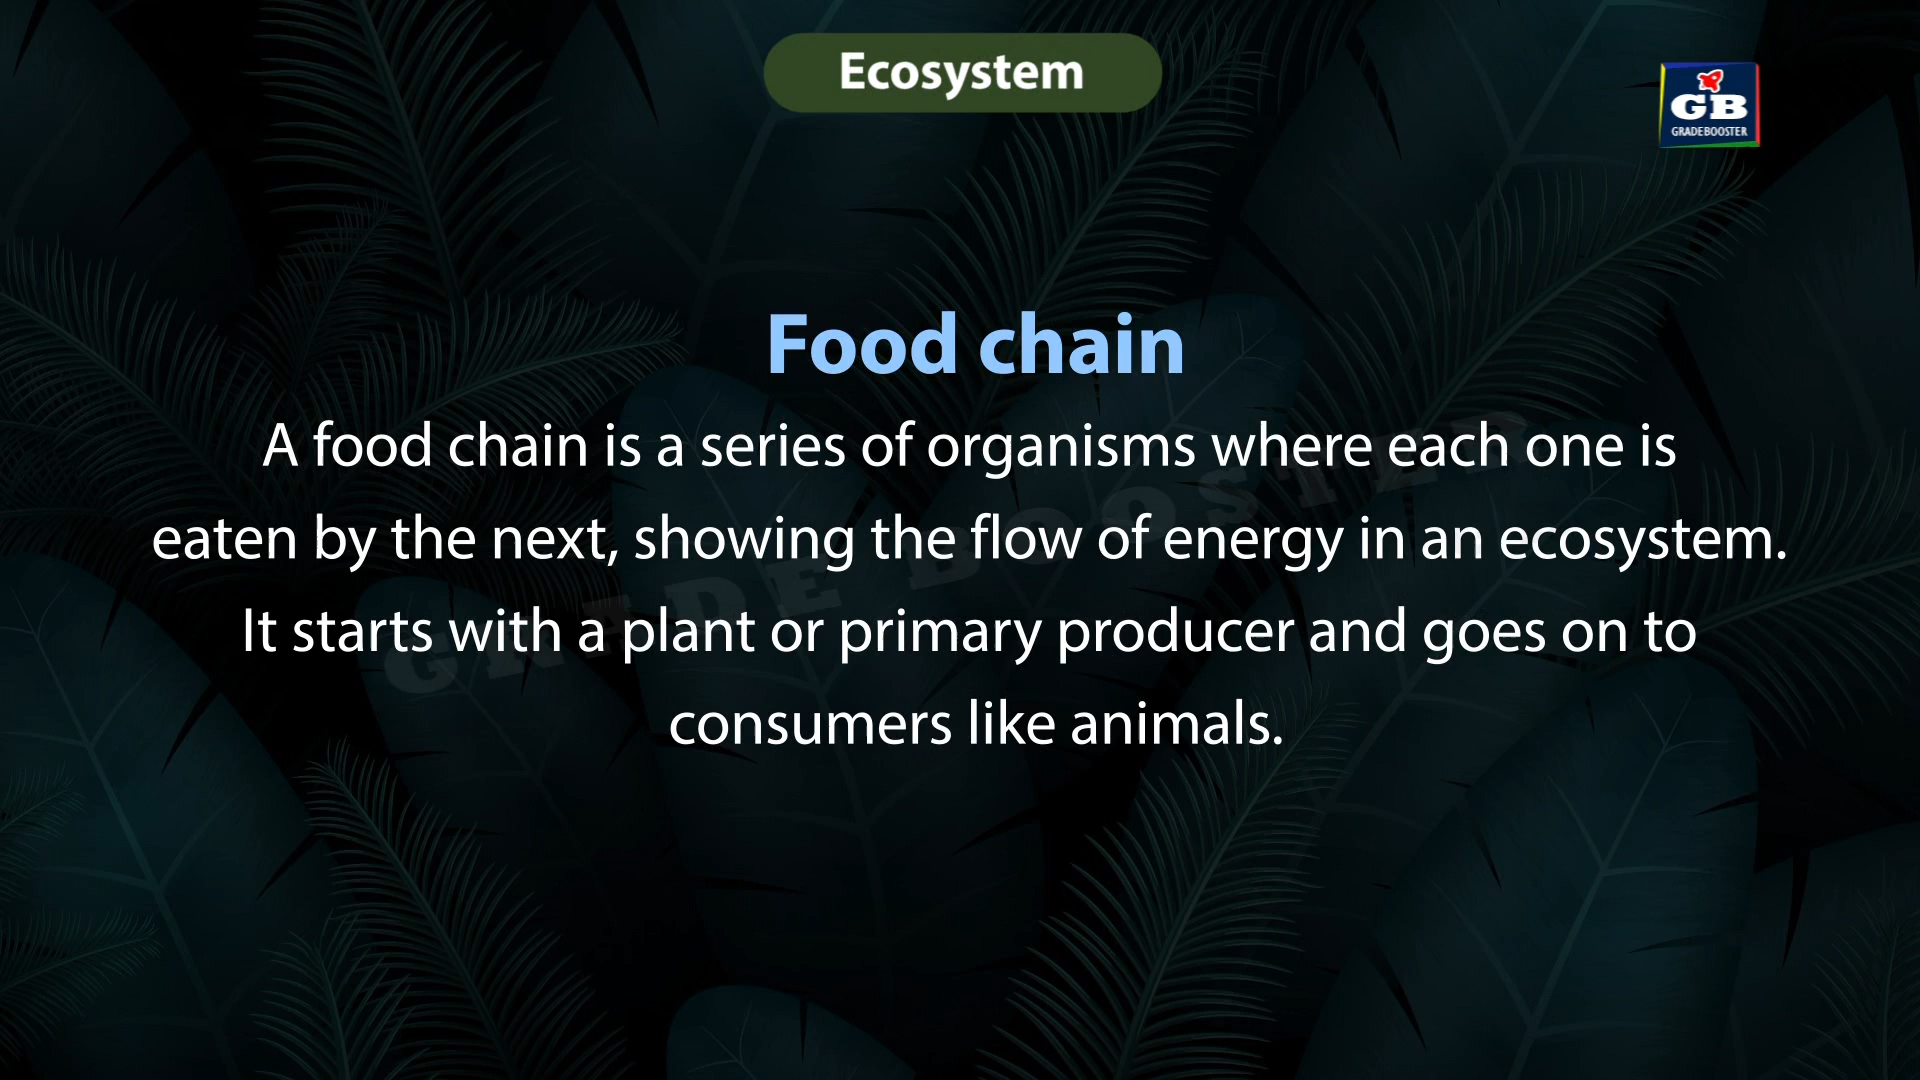 Ecosystem
GB
GRADEBOOSTER
Food chain
A food chain is a series of organisms where each one is
eaten by the next, showing the flow of energy in an ecosystem.
It starts with a plant or primary producer and goes on to
consumers like animals.
GRADE BOOSTER